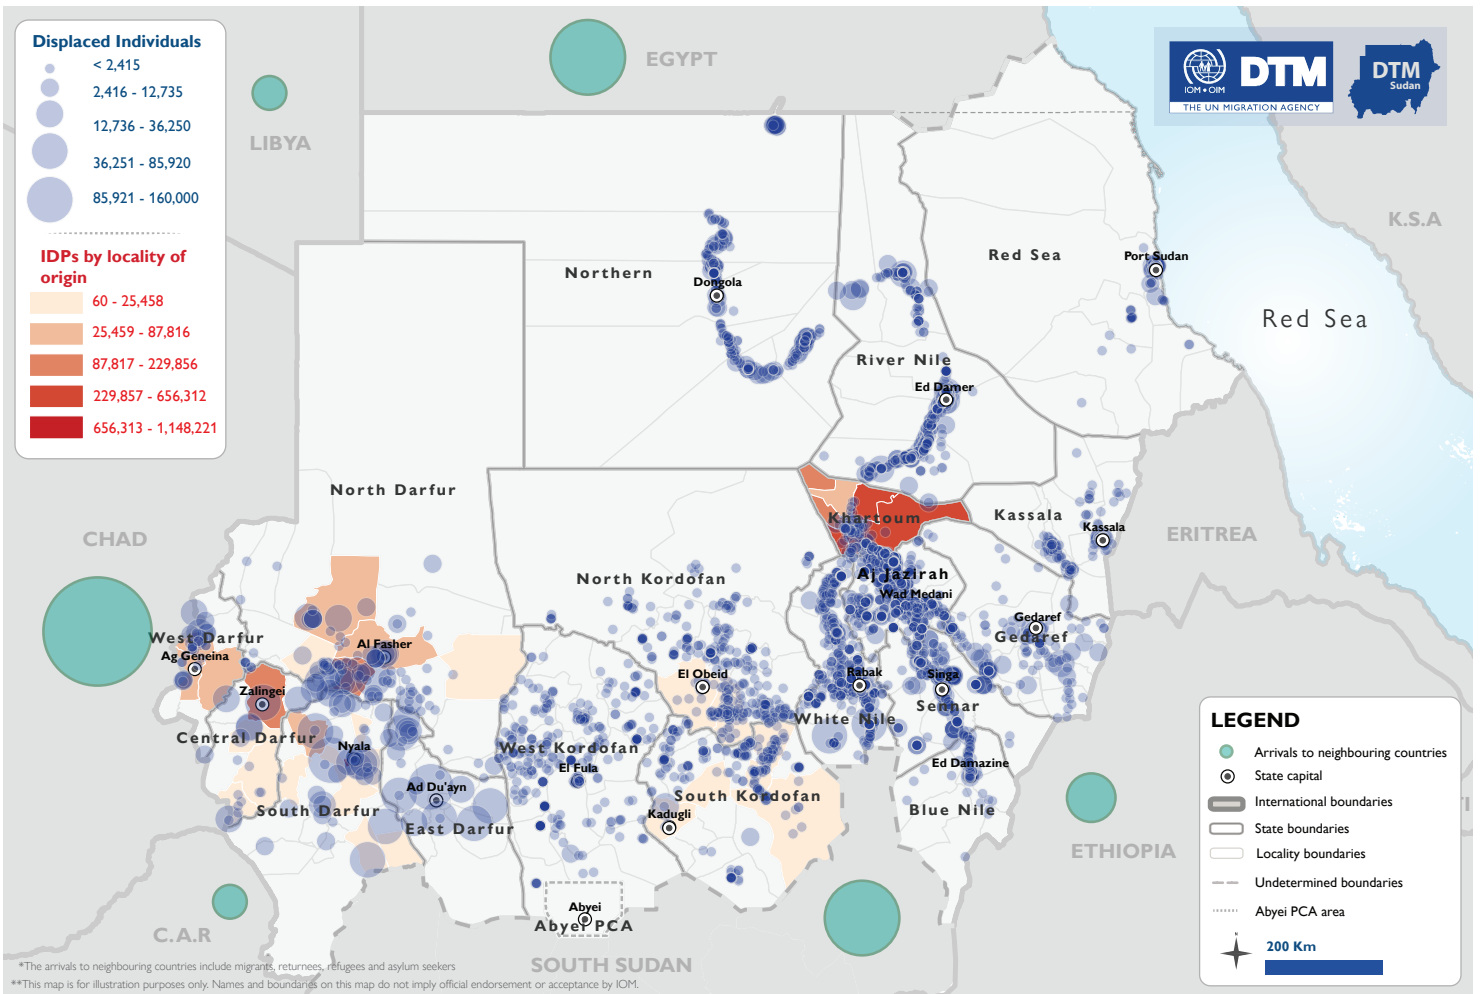 Displaced Individuals
< 2,415
2,416 - 12,735
12,736 - 36,250
36,251 - 85,920
85,921 - 160,000
IDPs by locality of
origin
60 - 25,458
25,459 - 87,816
87,817 - 229,856
229,857 - 656,312
656,313 - 1,148,221
EGYPT
LIBYA
IOM • OIM
DTM
THE UN MIGRATION AGENCY
DTM
Sudan
K.S.A
Red Sea
Port Sudan
Northern
Dongola
Red Sea
River Nile
Ed Damer
North Darfur
Khartoum
Kassala
Kassala
ERITREA
CHAD
North Kordofan
Aj Jazirah
Wad Medani
Gedaref
Gedaref
West Darfur
Ag Geneina
Al Fasher
Zalingei
El Obeid
Rabak
Singa
Sennar
White Nile
Central Darfur
Nyala
West Kordofan
El Fula
Ed Damazine
Ad Du'ayn
South Darfur
East Darfur
South Kordofan
Kadugli
Blue Nile
ETHIOPIA
Abyei
Abyei PCA
C.A.R
SOUTH SUDAN
LEGEND
Arrivals to neighbouring countries
State capital
International boundaries
State boundaries
Locality boundaries
Undetermined boundaries
Abyei PCA area
N
200 Km
*The arrivals to neighbouring countries include migrants, returnees, refugees and asylum seekers
**This map is for illustration purposes only. Names and boundaries on this map do not imply official endorsement or acceptance by IOM.